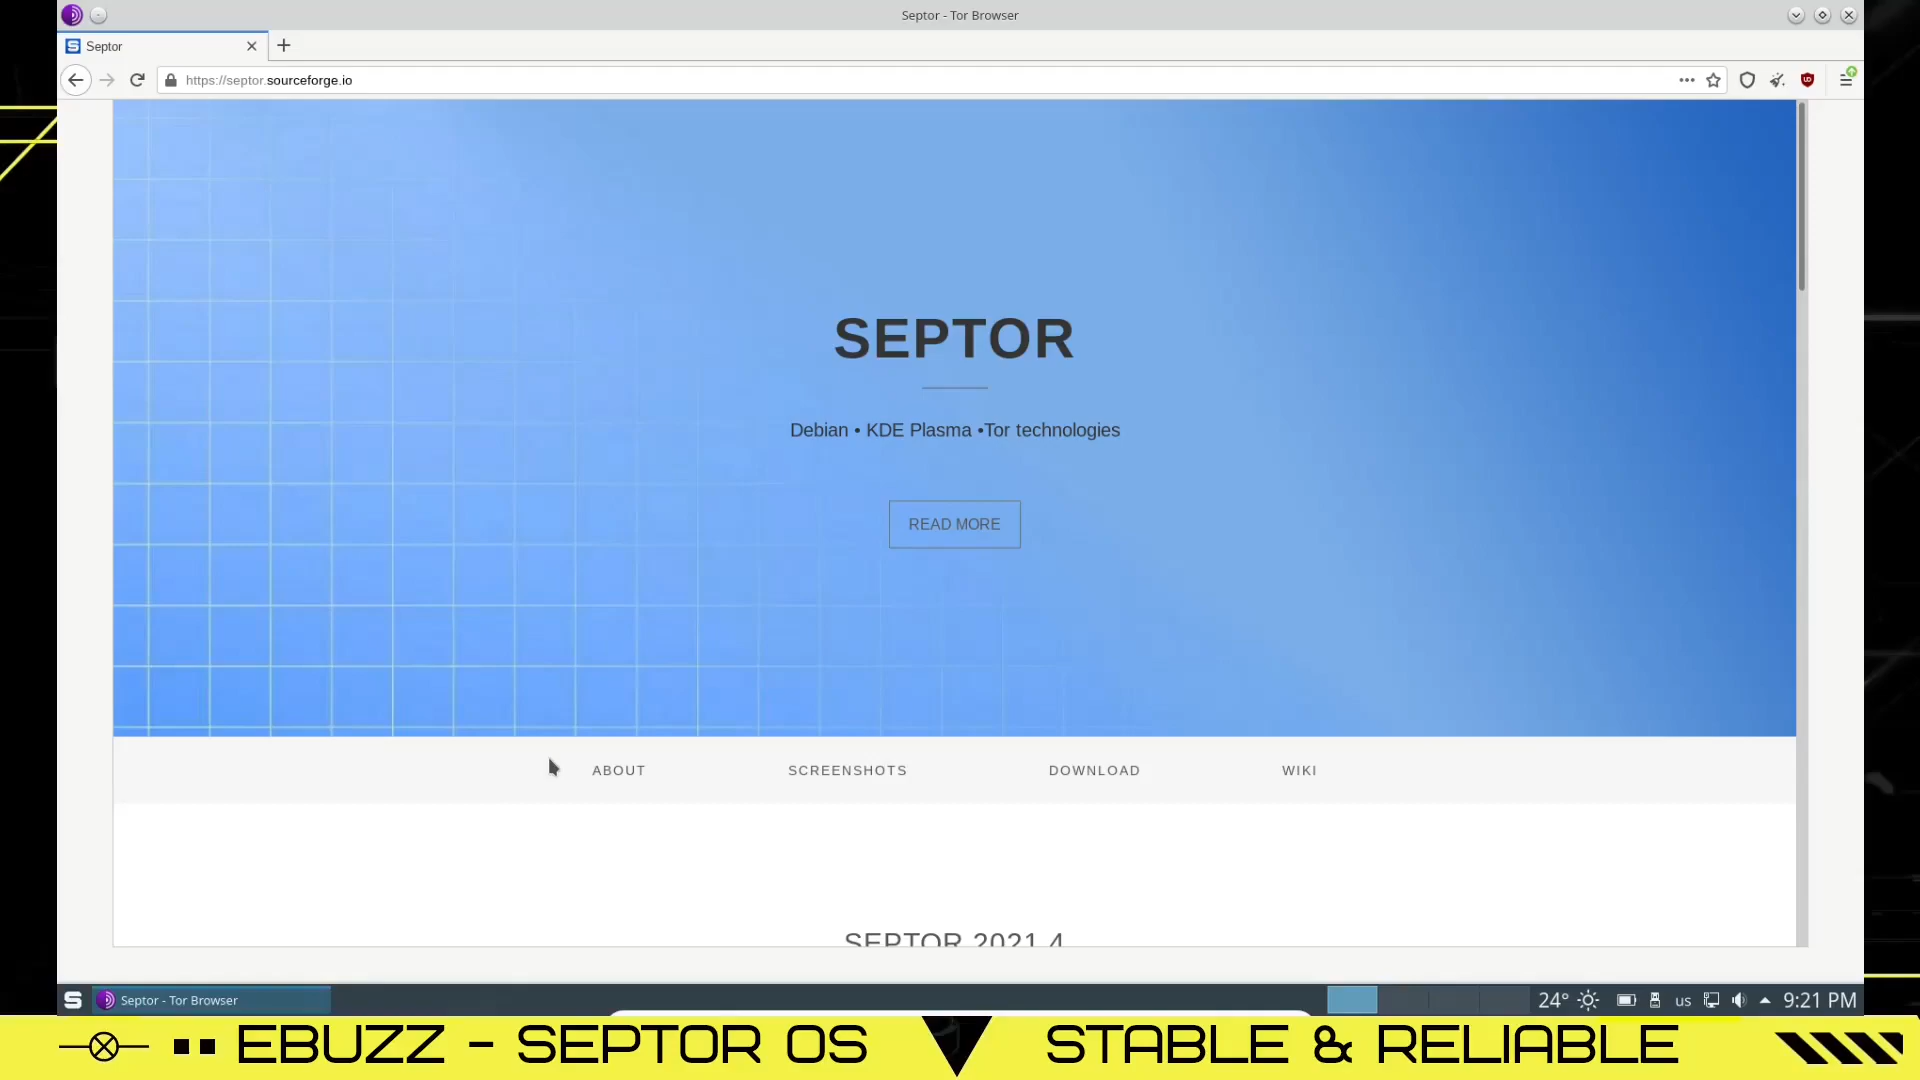 Septor - Tor Browser
Septor
https://septor.sourceforge.io
SEPTOR
Debian • KDE Plasma •Tor technologies
READ MORE
ABOUT
SCREENSHOTS
DOWNLOAD
WIKI
SEPTOR 2021.4
Septor - Tor Browser
24°
us
9:21 PM
EBUZZ - SEPTOR OS
STABLE & RELIABLE